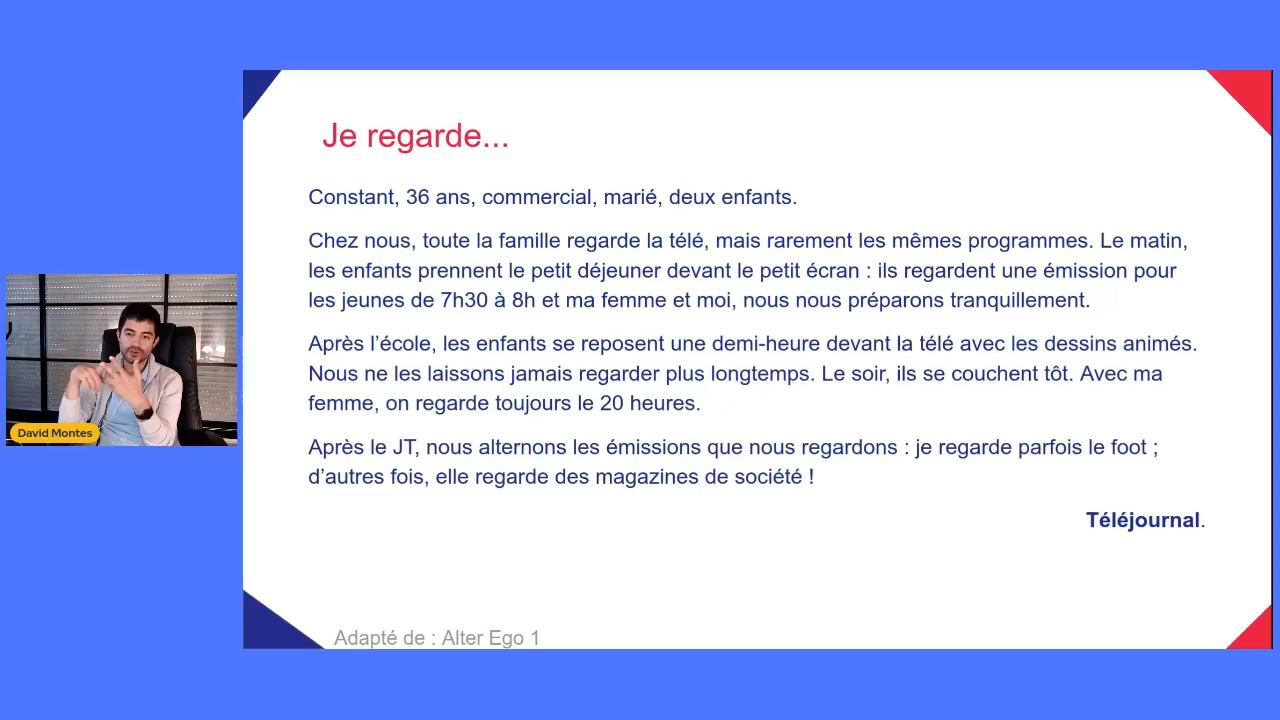 Je regarde...
Constant, 36 ans, commercial, marié, deux enfants.
Chez nous, toute la famille regarde la télé, mais rarement les mêmes programmes. Le matin,
les enfants prennent le petit déjeuner devant le petit écran : ils regardent une émission pour
les jeunes de 7h30 à 8h et ma femme et moi, nous nous préparons tranquillement.
Après l’école, les enfants se reposent une demi-heure devant la télé avec les dessins animés.
Nous ne les laissons jamais regarder plus longtemps. Le soir, ils se couchent tôt. Avec ma
femme, on regarde toujours le 20 heures.
Après le JT, nous alternons les émissions que nous regardons : je regarde parfois le foot ;
d’autres fois, elle regarde des magazines de société !
Téléjournal.
Adapté de : Alter Ego 1
David Montes